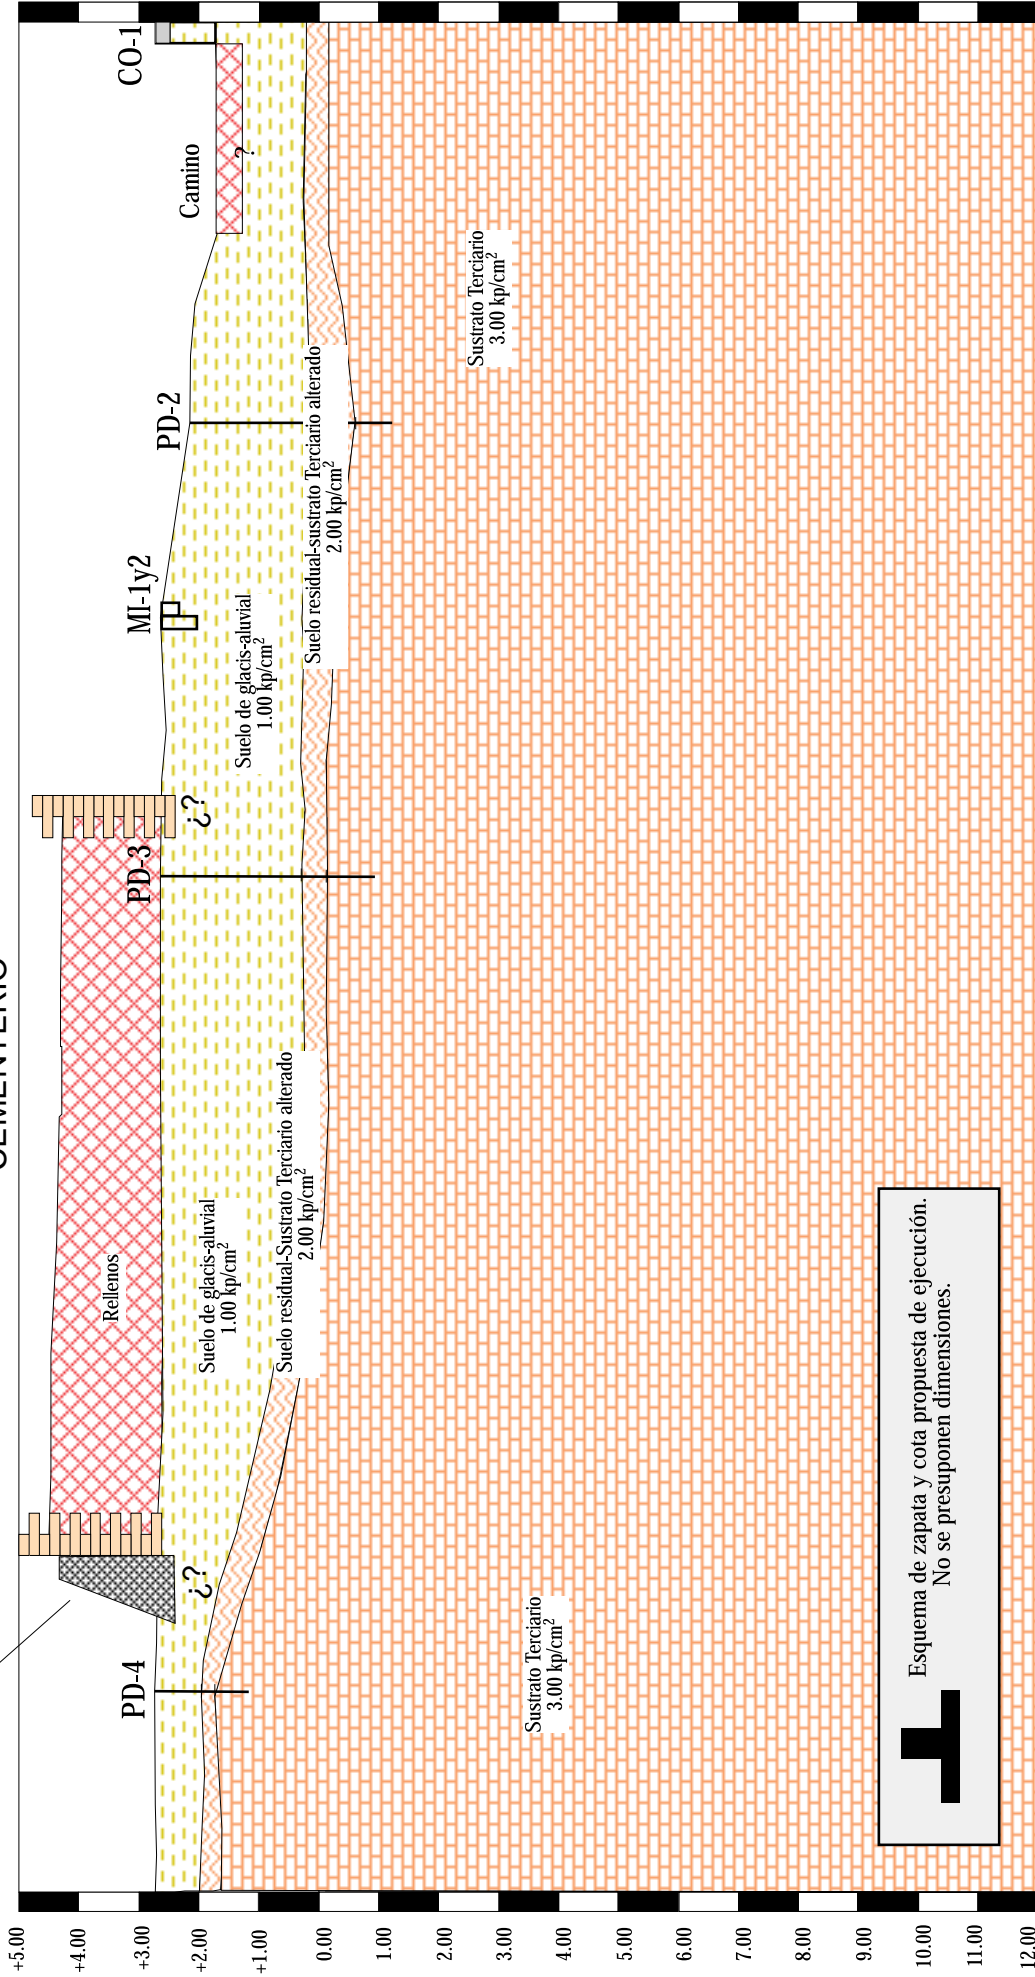 CEMENTERIO
PD-4
PD-3
MI-1y2
PD-2
CO-1
Camino
?
¿?
¿?
Rellenos
Suelo de glacis-aluvial
1.00 kp/cm²
Suelo de glacis-aluvial
1.00 kp/cm²
Suelo residual-Sustrato Terciario alterado
2.00 kp/cm²
Suelo residual-sustrato Terciario alterado
2.00 kp/cm²
Sustrato Terciario
3.00 kp/cm²
Sustrato Terciario
3.00 kp/cm²
Esquema de zapata y cota propuesta de ejecución.
No se presuponen dimensiones.
+5.00
+4.00
+3.00
+2.00
+1.00
0.00
1.00
2.00
3.00
4.00
5.00
6.00
7.00
8.00
9.00
10.00
11.00
12.00